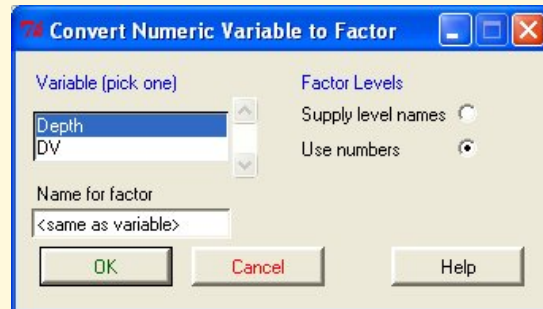 Convert Numeric Variable to Factor
Variable (pick one)
Depth
DV
Factor Levels
Supply level names
Use numbers
Name for factor
<same as variable>
OK
Cancel
Help